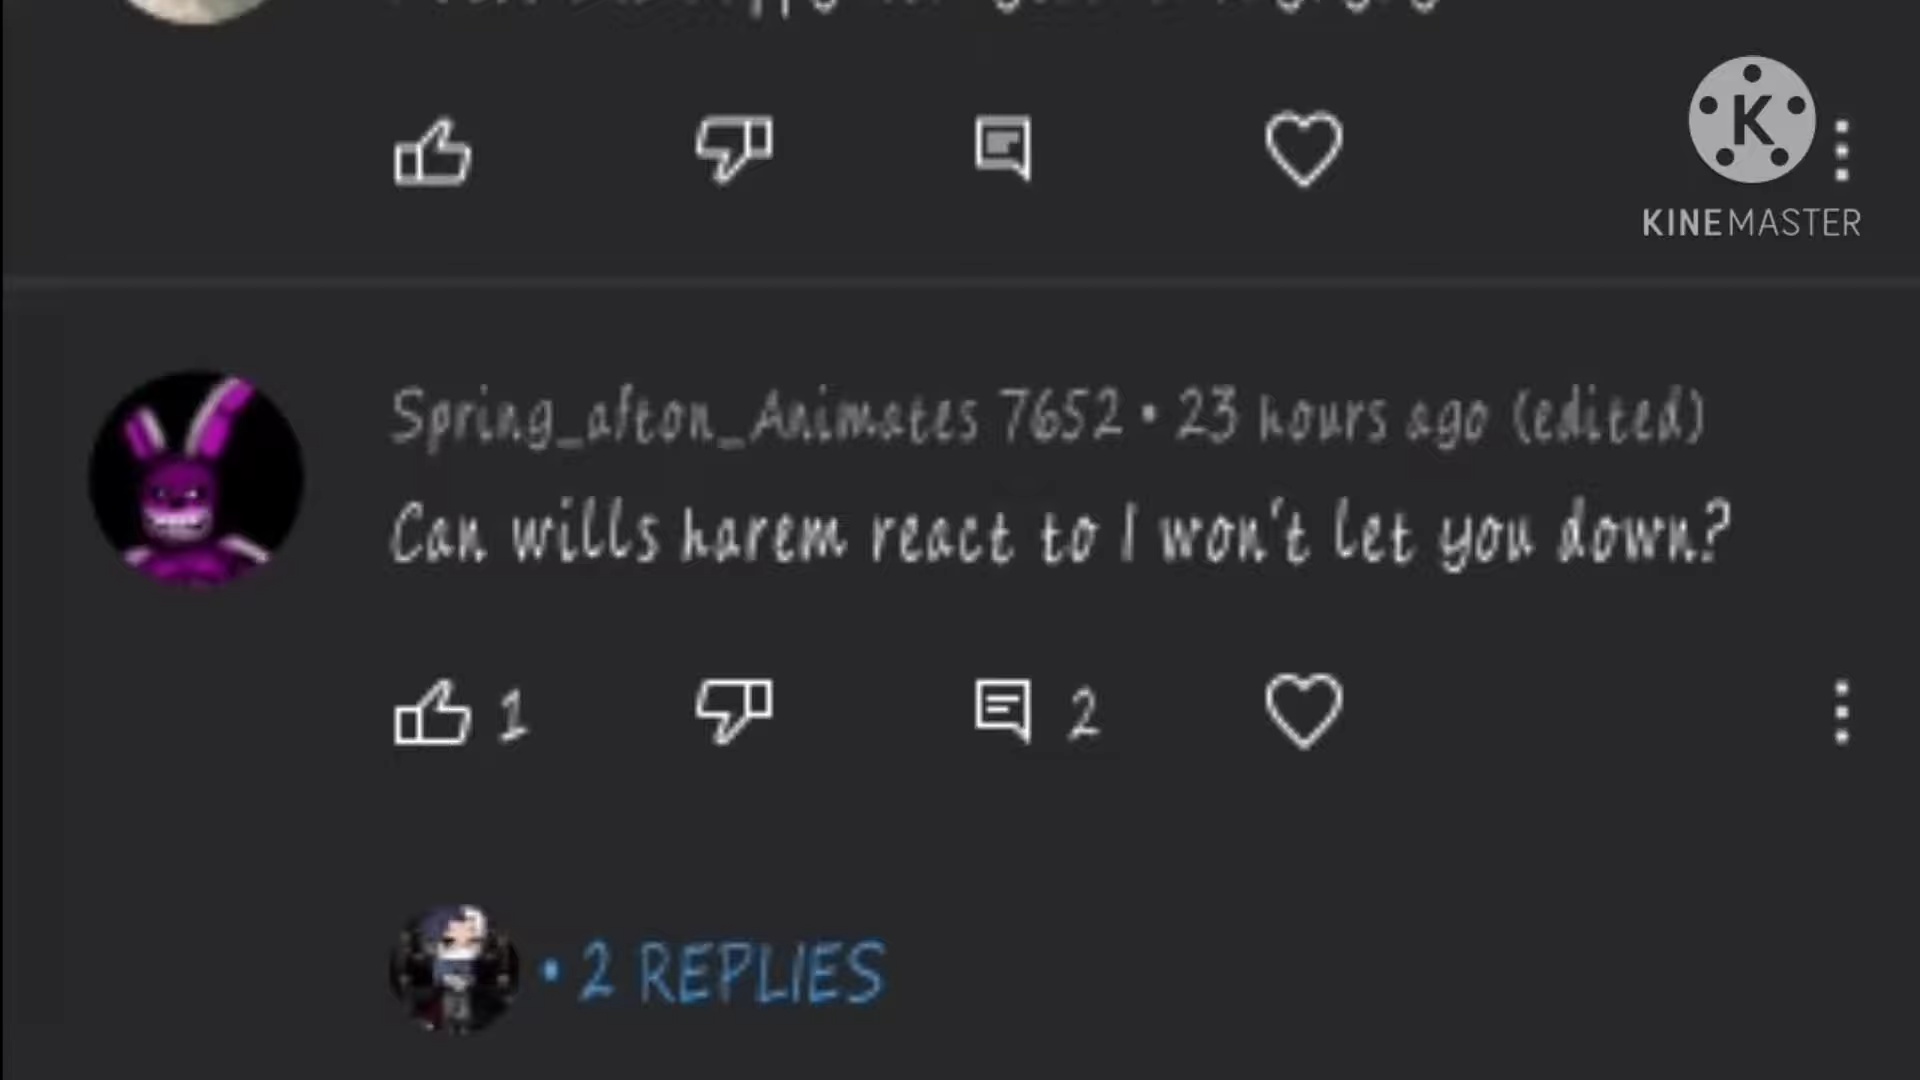 KINEMASTER
Spring_afton_Animates 7652 • 23 hours ago (edited)
Can wills harem react to I won't let you down?
1
2
• 2 REPLIES